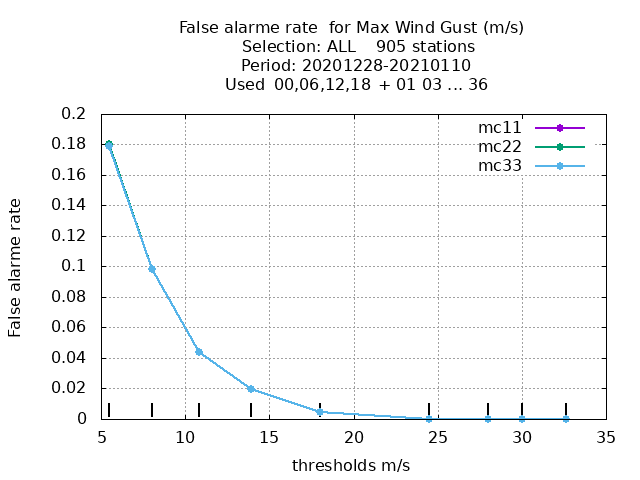 False alarme rate  for Max Wind Gust (m/s)
Selection: ALL    905 stations
Period: 20201228-20210110
Used  00,06,12,18  + 01 03 ... 36
mc11
mc22
mc33
0.2
0.18
0.16
0.14
0.12
0.1
0.08
0.06
0.04
0.02
0
False alarme rate
5 10 15 20 25 30 35
thresholds m/s